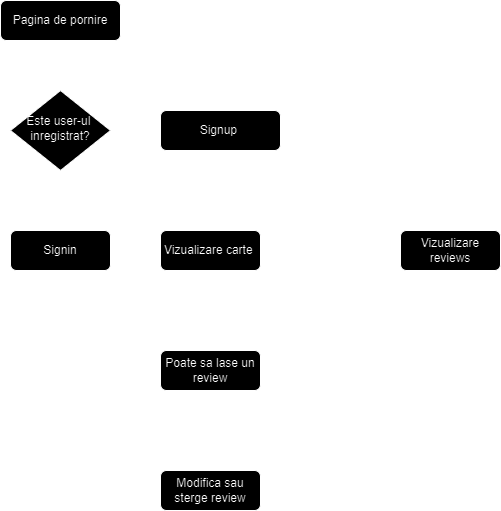 Pagina de pornire
Este user-ul
inregistrat?
Signup
Signin
Vizualizare carte
Vizualizare
reviews
Poate sa lase un
review
Modifica sau
sterge review